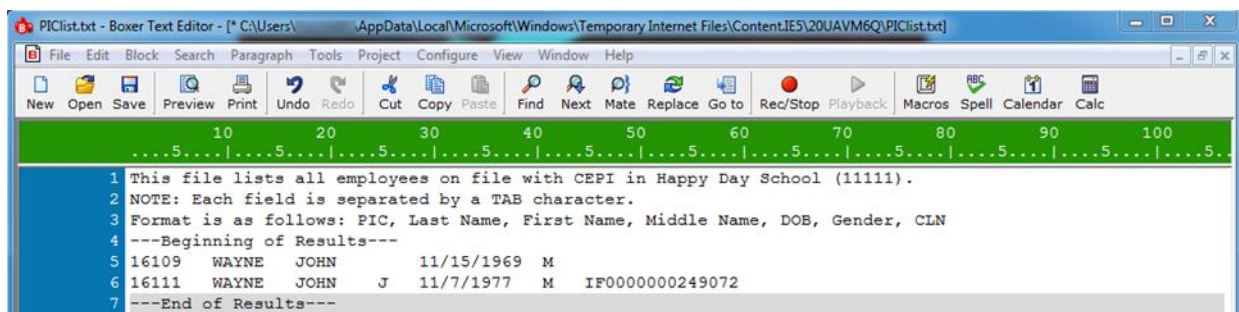 PIClist.txt - Boxer Text Editor - [* C:\Users\ \AppData\Local\Microsoft\Windows\Temporary Internet Files\Content.IE5\20UAVM6Q\PIClist.txt]
File Edit Block Search Paragraph Tools Project Configure View Window Help
New Open Save Preview Print Undo Redo Cut Copy Paste Find Next Mate Replace Go to Rec/Stop Playback Macros Spell Calendar Calc
10 20 30 40 50 60 70 80 90 100
....5....|....5....|....5....|....5....|....5....|....5....|....5....|....5....|....5....|....5....|....5..
1 This file lists all employees on file with CEPI in Happy Day School (11111).
2 NOTE: Each field is separated by a TAB character.
3 Format is as follows: PIC, Last Name, First Name, Middle Name, DOB, Gender, CLN
4 ---Beginning of Results---
5 16109 WAYNE JOHN 11/15/1969 M
6 16111 WAYNE JOHN J 11/7/1977 M IF0000000249072
7 ---End of Results---